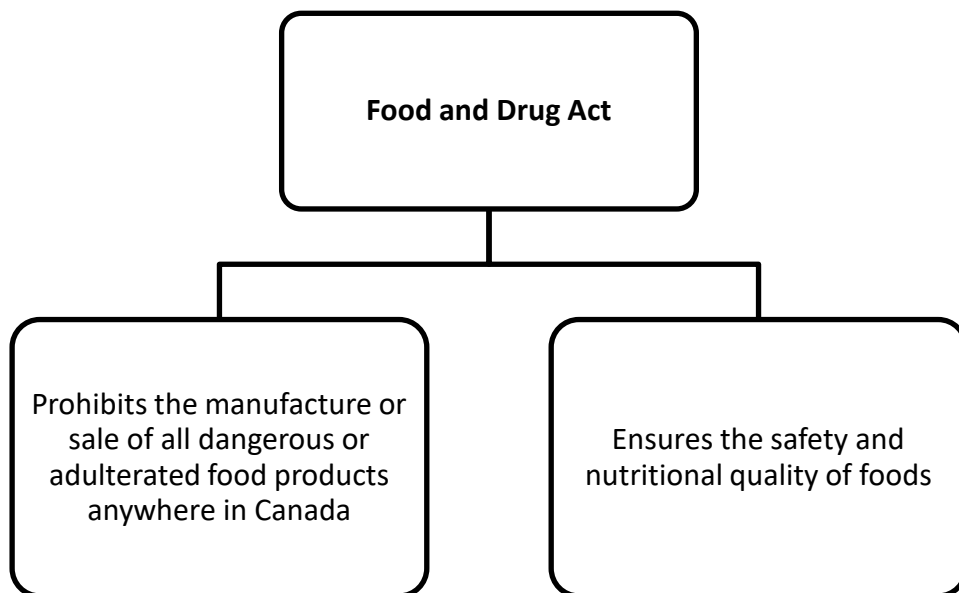 Food and Drug Act
Prohibits the manufacture or
sale of all dangerous or
adulterated food products
anywhere in Canada
Ensures the safety and
nutritional quality of foods